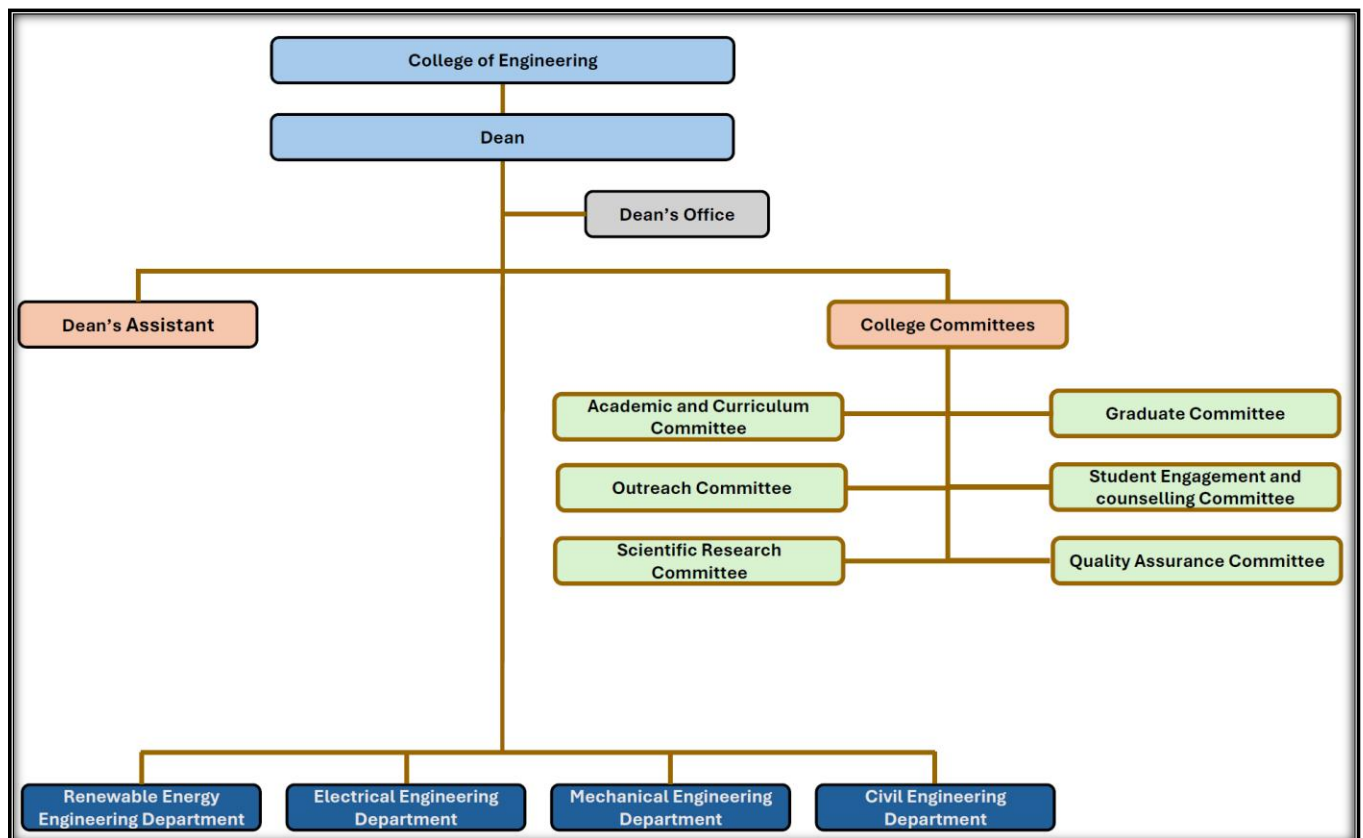 College of Engineering
Dean
Dean’s Office
Dean’s Assistant
College Committees
Academic and Curriculum
Committee
Graduate Committee
Outreach Committee
Student Engagement and
counselling Committee
Scientific Research
Committee
Quality Assurance Committee
Renewable Energy
Engineering Department
Electrical Engineering
Department
Mechanical Engineering
Department
Civil Engineering
Department